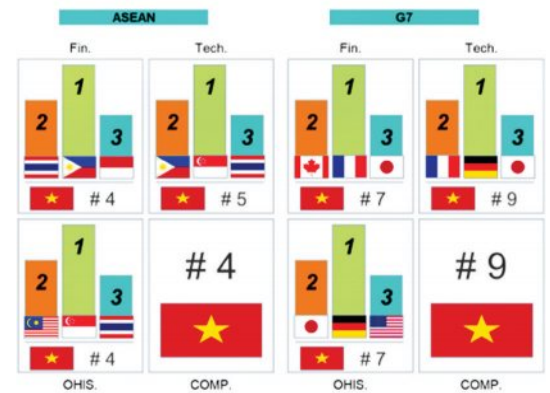 ASEAN
G7
Fin.
Tech.
Fin.
Tech.
1
2
3
1
2
3
1
2
3
1
2
3
# 4
# 5
# 7
# 9
1
2
3
# 4
1
2
3
# 9
# 4
# 7
OHIS.
COMP.
OHIS.
COMP.